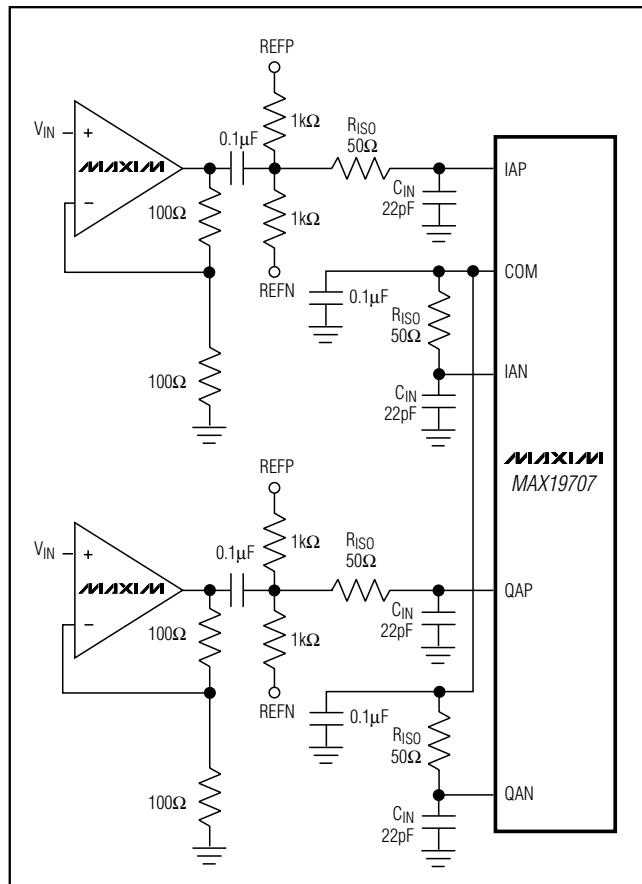 REFP
VIN
+
MAXIM
−
0.1µF
1kΩ
RISO
50Ω
IAP
CIN
22pF
100Ω
1kΩ
REFN
COM
0.1µF
RISO
50Ω
100Ω
IAN
CIN
22pF
MAXIM
MAX19707
REFP
VIN
+
MAXIM
−
0.1µF
1kΩ
RISO
50Ω
QAP
CIN
22pF
100Ω
1kΩ
REFN
0.1µF
RISO
50Ω
100Ω
QAN
CIN
22pF